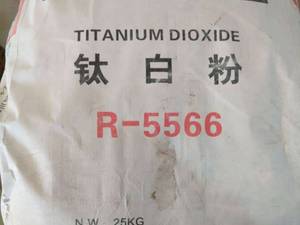 TITANIUM DIOXIDE
钛白粉
R-5566
N.W. 25KG